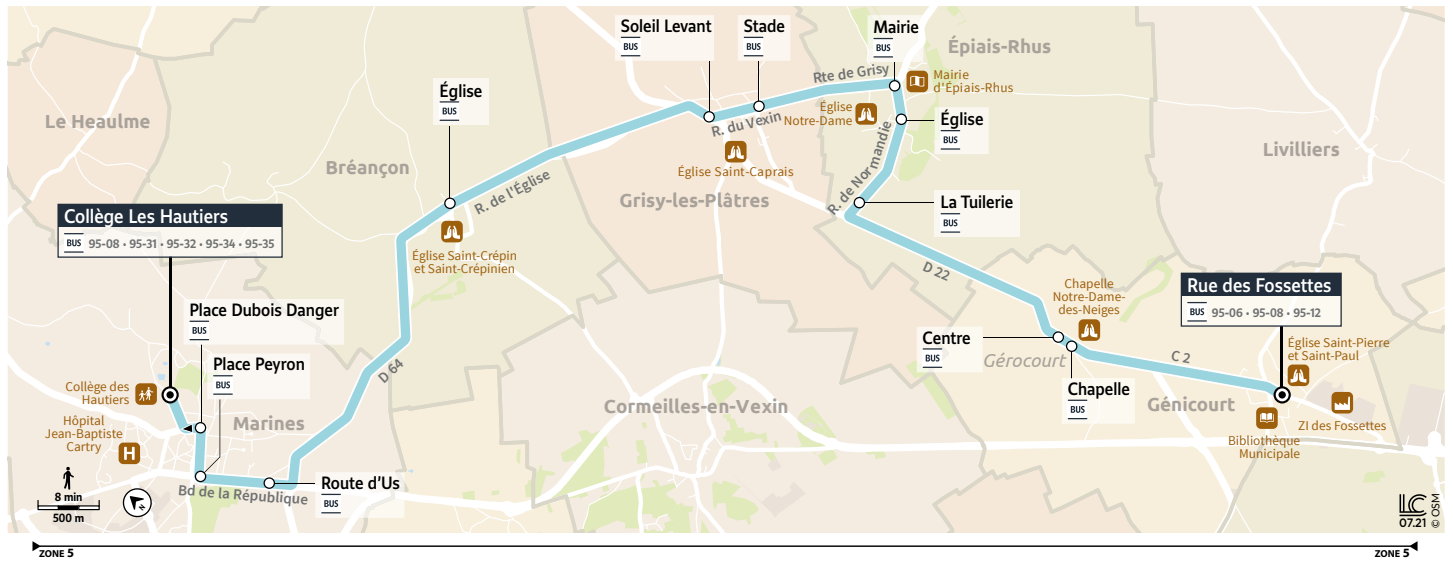 Soleil Levant
BUS
Stade
BUS
Mairie
BUS
Épiais-Rhus
Rte de Grisy
Mairie
d'Épiais-Rhus
Église
BUS
Le Heaulme
Église
Notre-Dame
R. du Vexin
Église
BUS
Livilliers
Bréançon
R. de l'Église
Église Saint-Caprais
R. de Normandie
Grisy-les-Plâtres
La Tuilerie
BUS
Collège Les Hautiers
BUS 95-08 • 95-31 • 95-32 • 95-34 • 95-35
Église Saint-Crépin
et Saint-Crépinien
D 22
Chapelle
Notre-Dame-
des-Neiges
Rue des Fossettes
BUS 95-06 • 95-08 • 95-12
Place Dubois Danger
BUS
Centre
BUS
Gérocourt
Église Saint-Pierre
et Saint-Paul
C 2
Place Peyron
BUS
D 64
Collège des
Hautiers
Chapelle
BUS
Cormeilles-en-Vexin
Génicourt
Hôpital
Jean-Baptiste
Cartry
H
Marines
ZI des Fossettes
Bibliothèque
Municipale
Route d'Us
BUS
Bd de la République
8 min
500 m
LC
07.21
© OSM
ZONE 5
ZONE 5